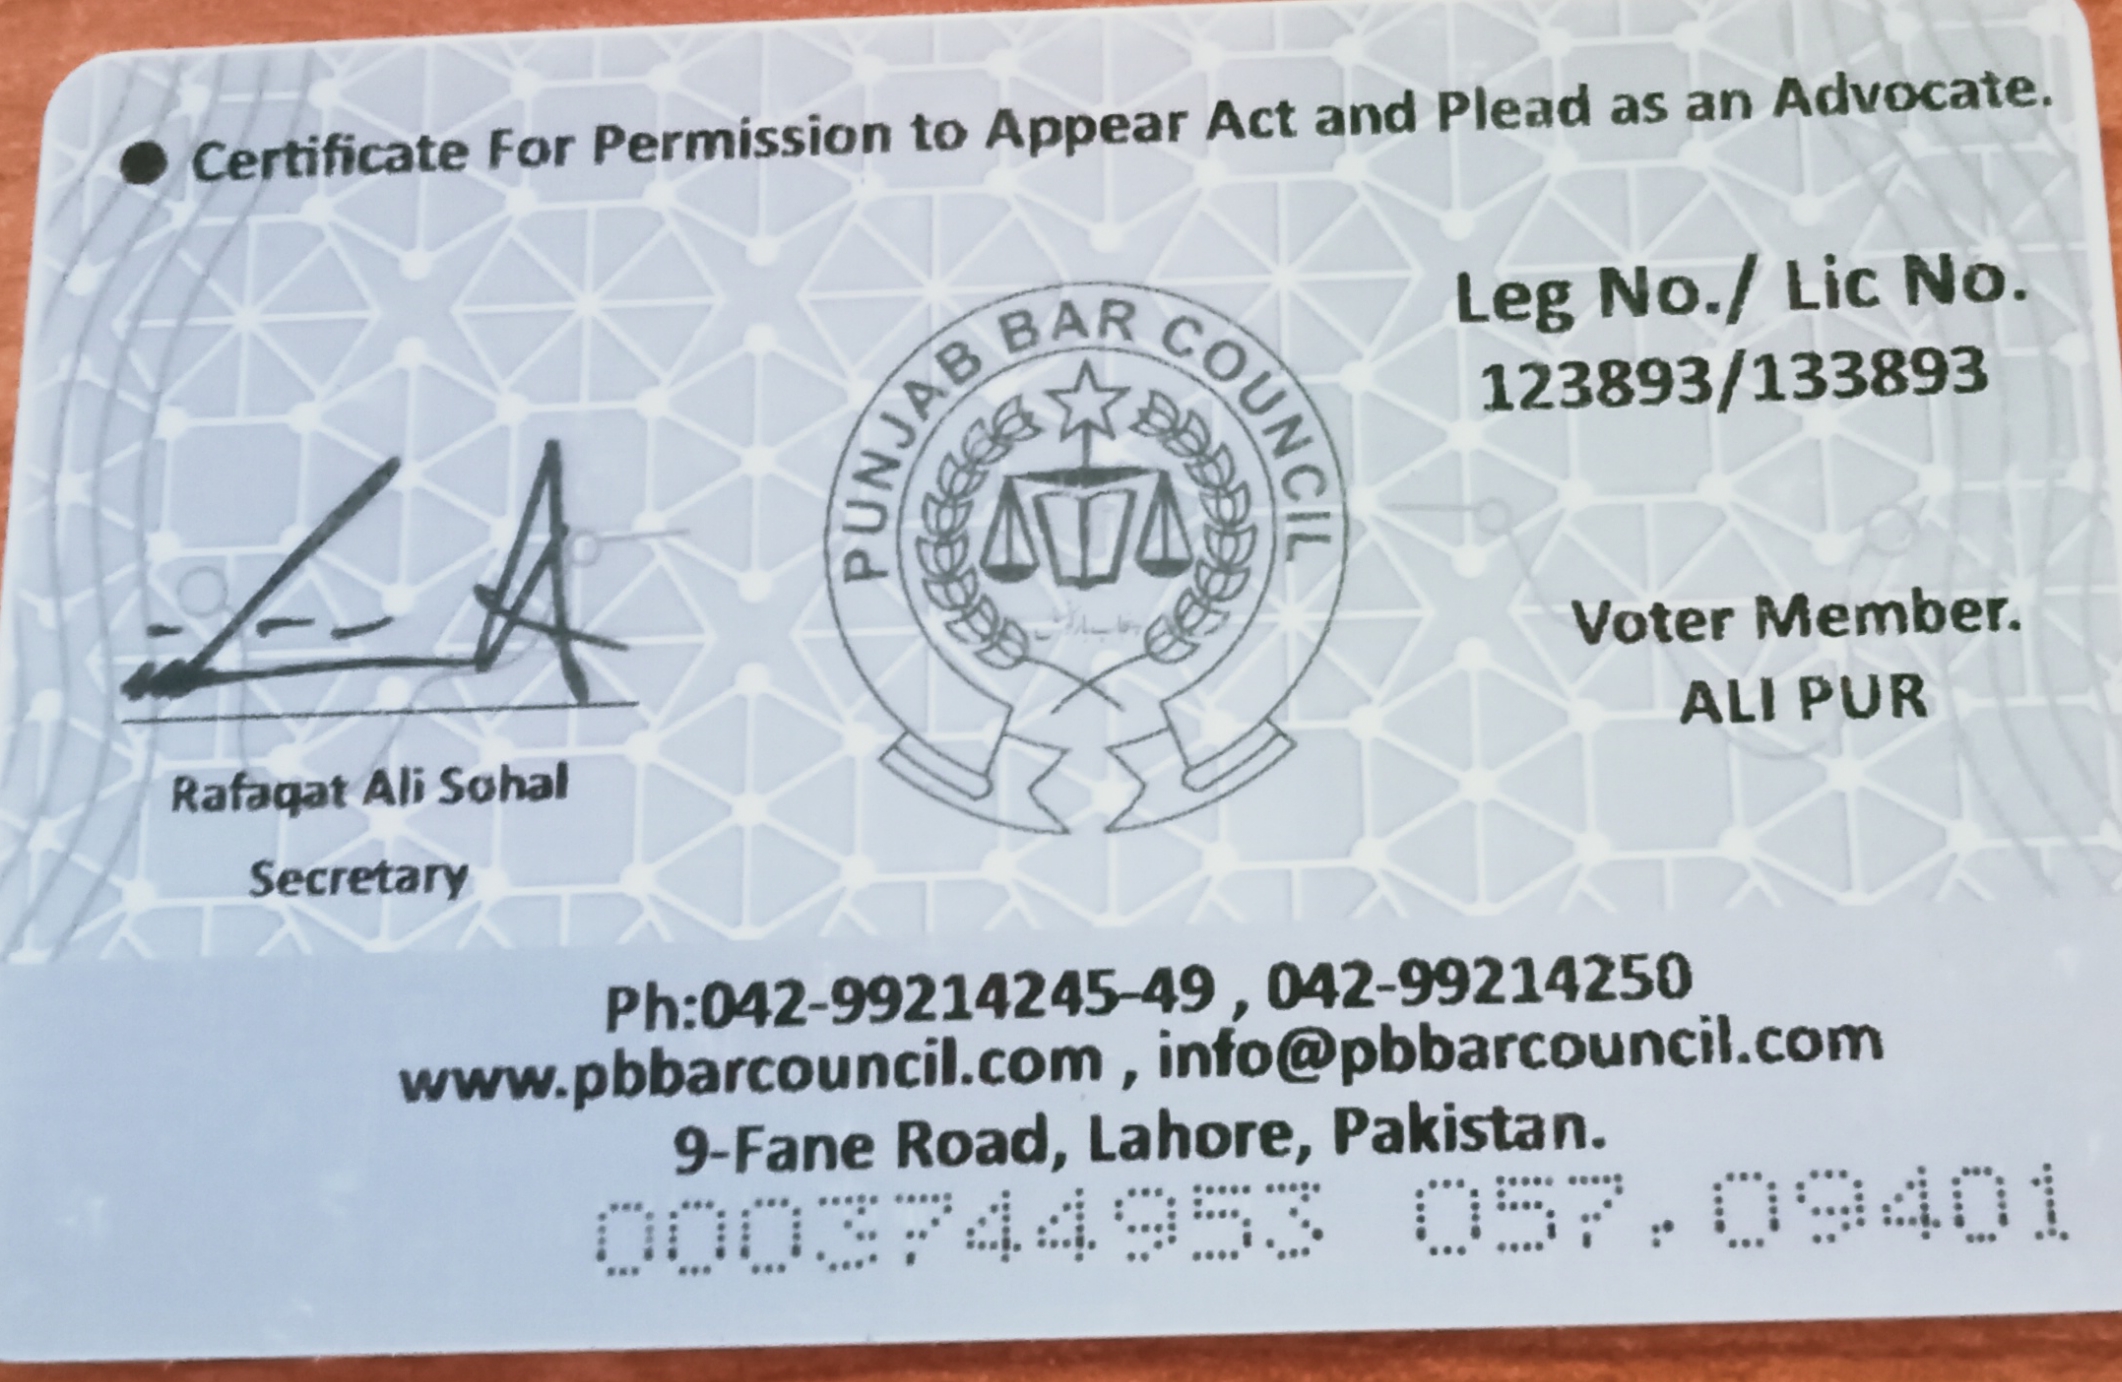 ● Certificate For Permission to Appear Act and Plead as an Advocate.
PUNJAB BAR COUNCIL
Leg No./ Lic No.
123893/133893
Voter Member.
ALI PUR
Rafaqat Ali Sohal
Secretary
Ph:042-99214245-49 , 042-99214250
www.pbbarcouncil.com , info@pbbarcouncil.com
9-Fane Road, Lahore, Pakistan.
0003744953 057.09401